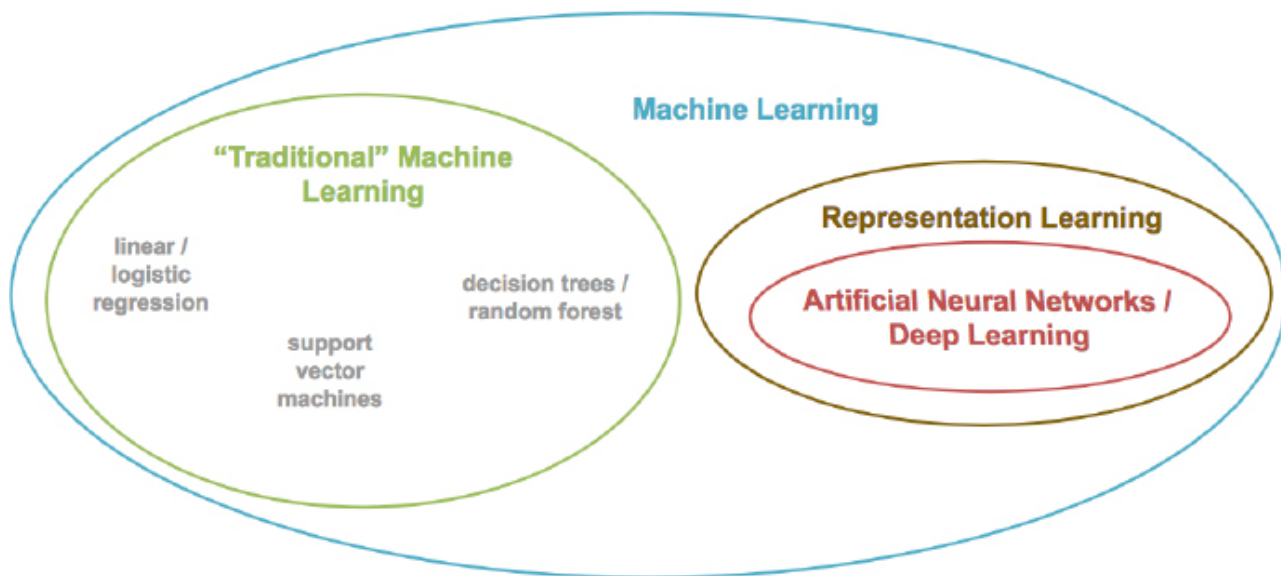 Machine Learning
“Traditional” Machine
Learning
linear /
logistic
regression
decision trees /
random forest
support
vector
machines
Representation Learning
Artificial Neural Networks /
Deep Learning